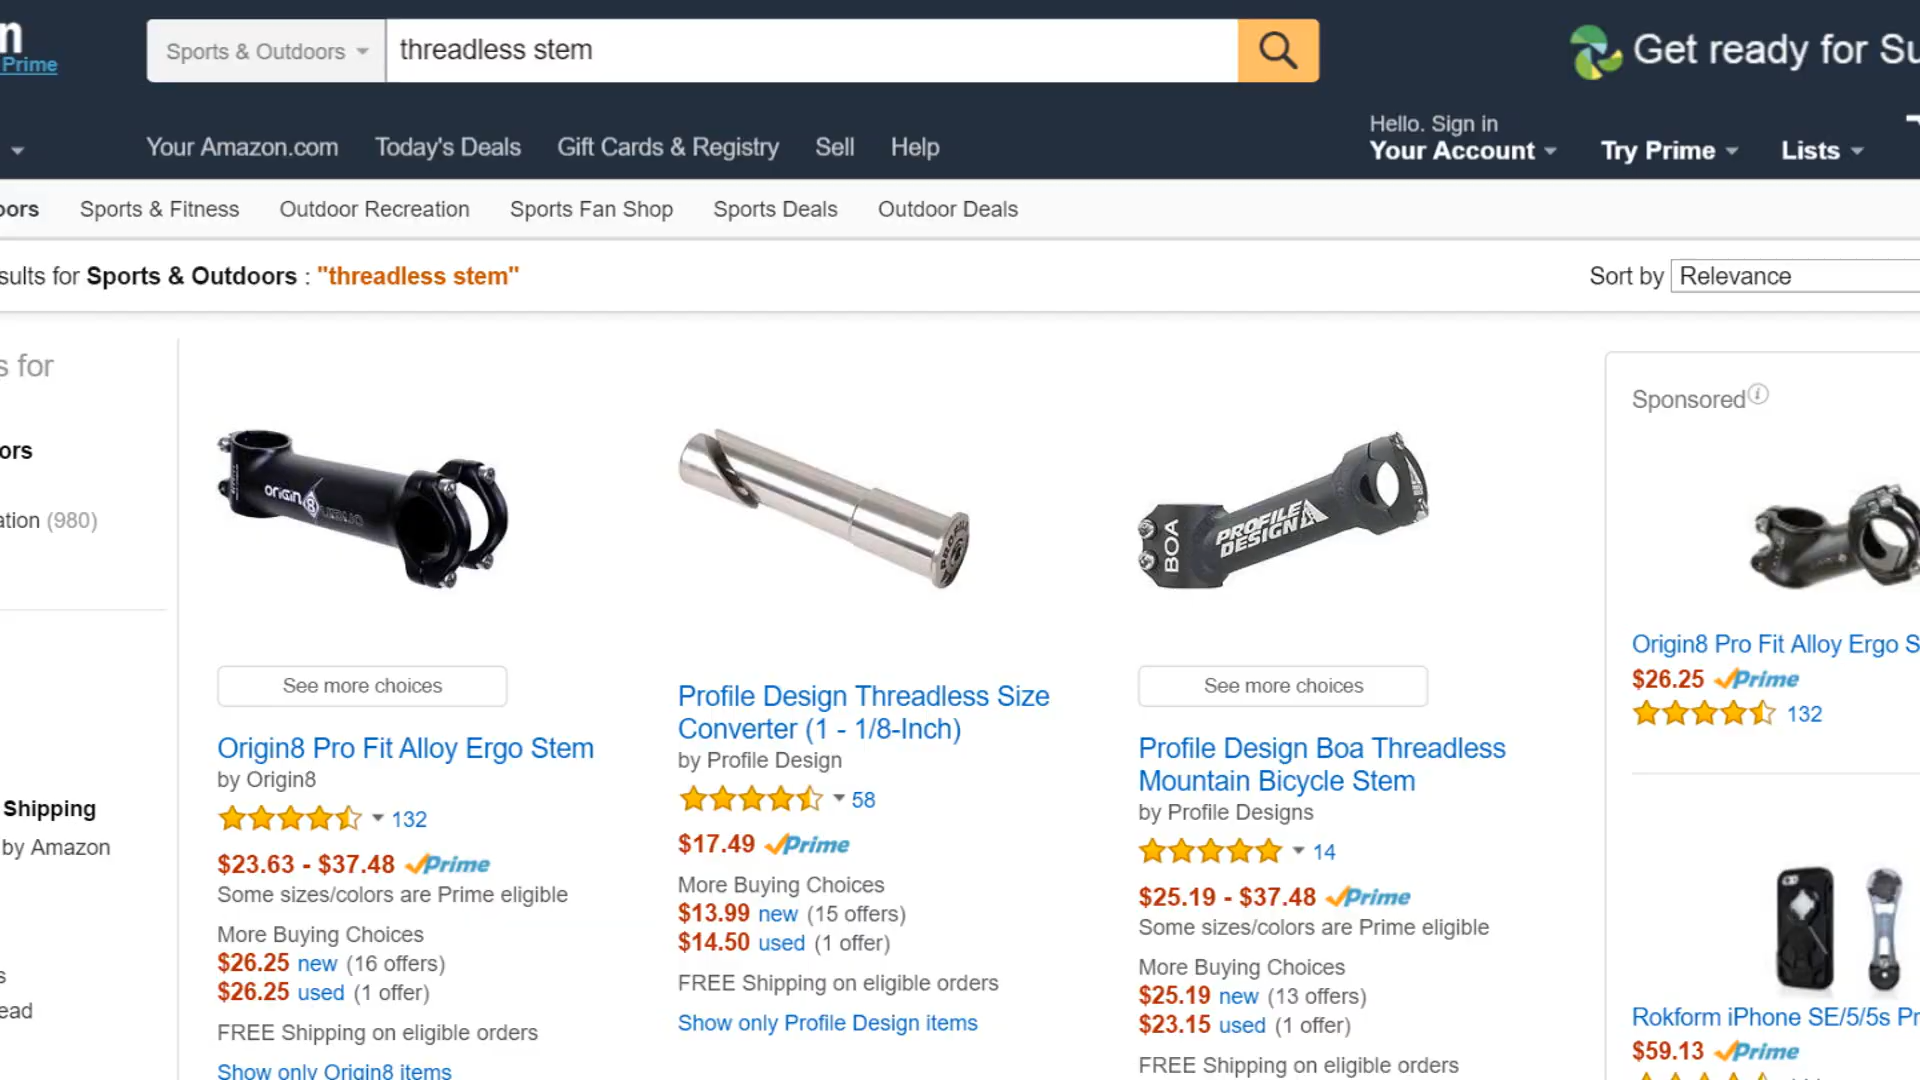 n
Prime
Sports & Outdoors
threadless stem
Get ready for Su
Your Amazon.com
Today's Deals
Gift Cards & Registry
Sell
Help
Hello. Sign in
Your Account
Try Prime
Lists
oors
Sports & Fitness
Outdoor Recreation
Sports Fan Shop
Sports Deals
Outdoor Deals
sults for Sports & Outdoors : "threadless stem"
Sort by Relevance
s for
ors
ation (980)
Shipping
by Amazon
s
ead
ORIGIN 8
See more choices
Origin8 Pro Fit Alloy Ergo Stem
by Origin8
132
$23.63 - $37.48 Prime
Some sizes/colors are Prime eligible
More Buying Choices
$26.25 new (16 offers)
$26.25 used (1 offer)
FREE Shipping on eligible orders
Show only Origin8 items
Profile Design Threadless Size
Converter (1 - 1/8-Inch)
by Profile Design
58
$17.49 Prime
More Buying Choices
$13.99 new (15 offers)
$14.50 used (1 offer)
FREE Shipping on eligible orders
Show only Profile Design items
BOA
PROFILE
DESIGN
See more choices
Profile Design Boa Threadless
Mountain Bicycle Stem
by Profile Designs
14
$25.19 - $37.48 Prime
Some sizes/colors are Prime eligible
More Buying Choices
$25.19 new (13 offers)
$23.15 used (1 offer)
FREE Shipping on eligible orders
Sponsored
Origin8 Pro Fit Alloy Ergo S
$26.25 Prime
132
Rokform iPhone SE/5/5s Pr
$59.13 Prime